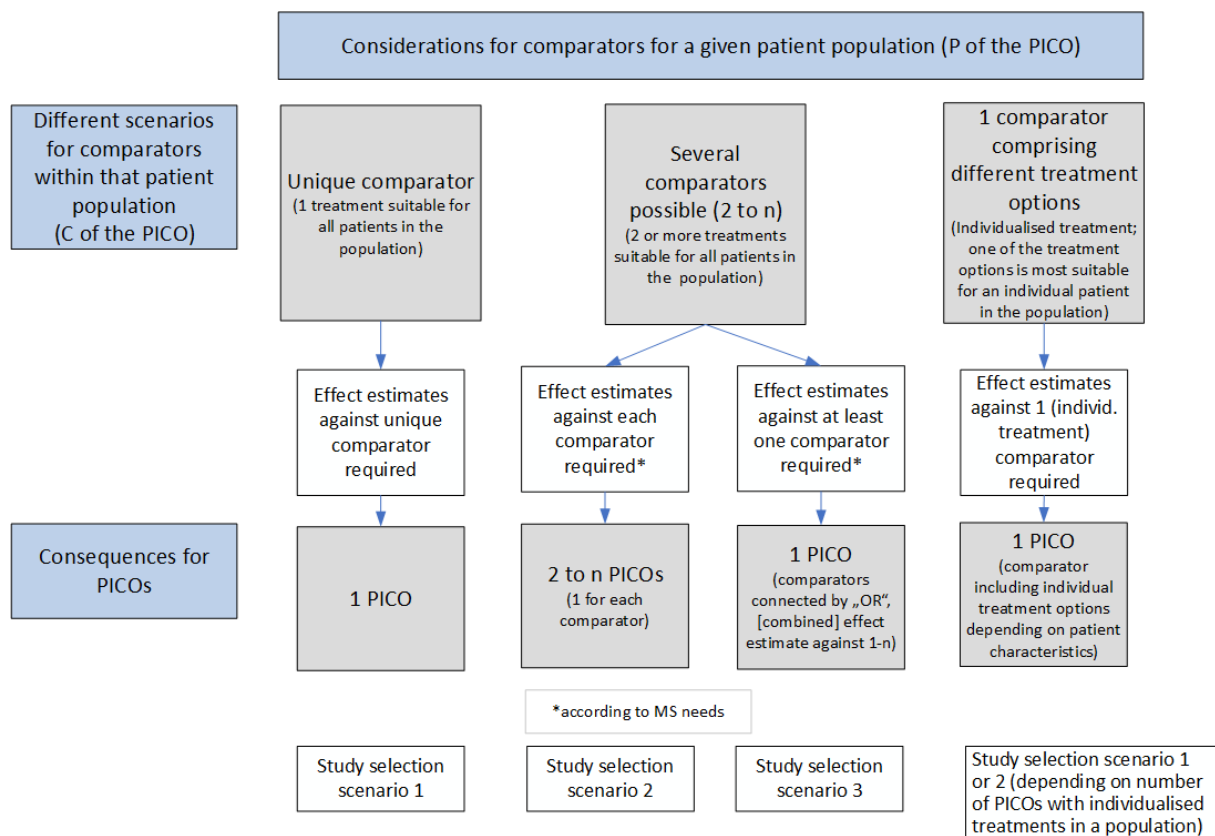 Considerations for comparators for a given patient population (P of the PICO)
Different scenarios
for comparators
within that patient
population
(C of the PICO)
Unique comparator
(1 treatment suitable for
all patients in the
population)
Several
comparators
possible (2 to n)
(2 or more treatments
suitable for all patients in
the population)
1 comparator
comprising
different treatment
options
(Individualised treatment;
one of the treatment
options is most suitable
for an individual patient
in the population)
Effect estimates
against unique
comparator
required
Effect estimates
against each
comparator
required*
Effect estimates
against at least
one comparator
required*
Effect estimates
against 1 (individ.
treatment)
comparator
required
Consequences for
PICOs
1 PICO
2 to n PICOs
(1 for each
comparator)
1 PICO
(comparators
connected by „OR“,
[combined] effect
estimate against 1-n)
1 PICO
(comparator
including individual
treatment options
depending on patient
characteristics)
*according to MS needs
Study selection
scenario 1
Study selection
scenario 2
Study selection
scenario 3
Study selection scenario 1
or 2 (depending on number
of PICOs with individualised
treatments in a population)